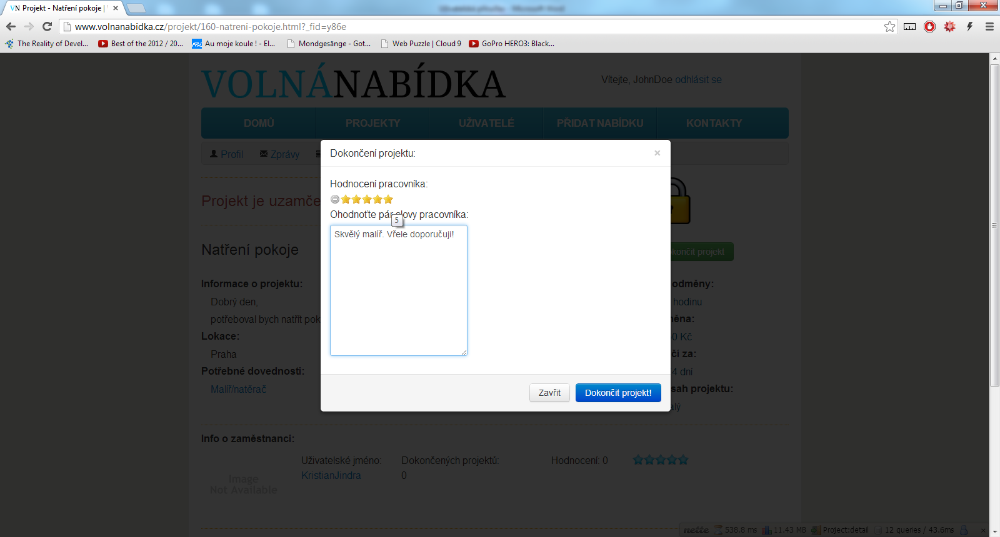 VN Projekt - Natření pokoje |
www.volnanabidka.cz/projekt/160-natreni-pokoje.html?_fid=y86e
The Reality of Devel... Best of the 2012 / 20... Au moje koule ! - El... Mondgesänge - Got... Web Puzzle | Cloud 9 GoPro HERO3: Black...
VOLNÁNABÍDKA
Vítejte, JohnDoe odhlásit se
DOMŮ PROJEKTY UŽIVATELÉ PŘIDAT NABÍDKU KONTAKTY
Profil Zprávy
Dokončení projektu: ×
Hodnocení pracovníka:
Projekt je uzamče
Ohodnoťte pár slovy pracovníka:
5
Skvělý malíř. Vřele doporučuji!
Natření pokoje
končit projekt
Informace o projektu:
odměny:
Dobrý den,
hodinu
potřeboval bych natřít pok
ěna:
Lokace:
0 Kč
Praha
čí za:
Potřebné dovednosti:
4 dní
Malíř/natěrač
sah projektu:
Zavřít Dokončit projekt!
alý
Info o zaměstnanci:
Uživatelské jméno: Dokončených projektů: Hodnocení: 0
KristianJindra 0
Image
Not Available
nette 538.8 ms 11.43 MB Project:detail 12 queries / 43.6ms ×